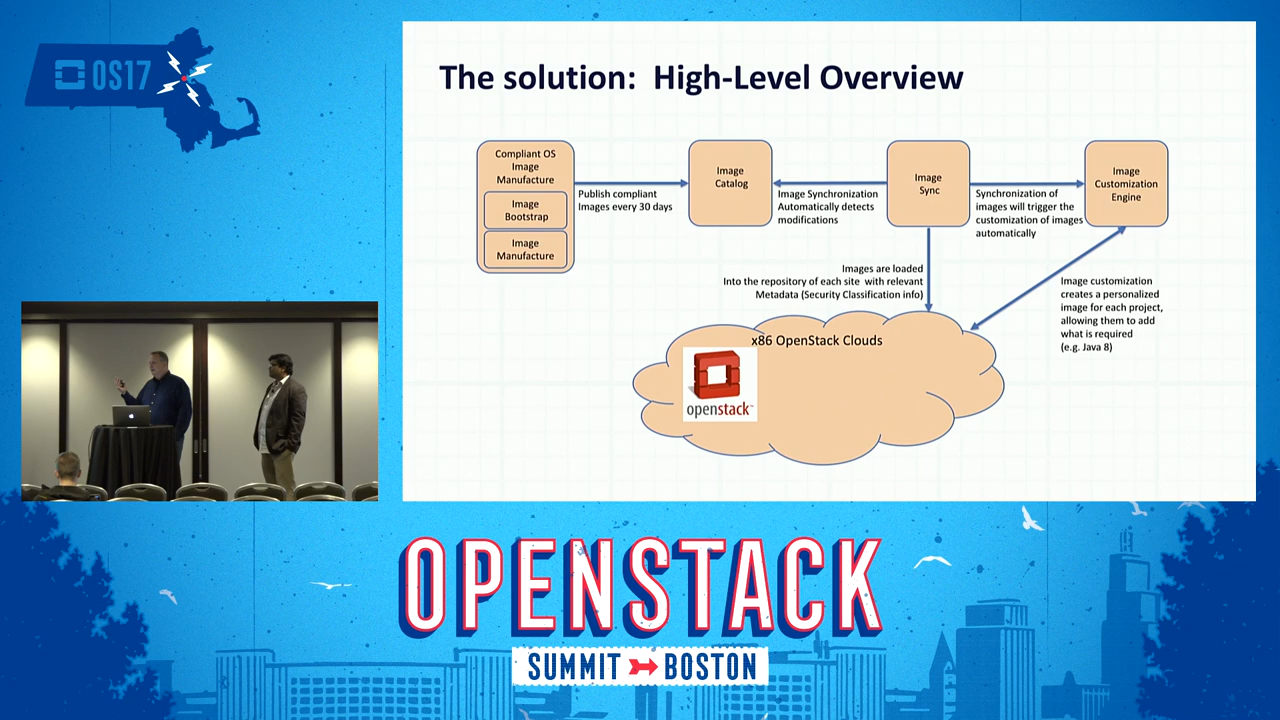 OS17
The solution:  High-Level Overview
Compliant OS
Image
Manufacture
Image
Bootstrap
Image
Manufacture
Publish compliant
Images every 30 days
Image
Catalog
Image Synchronization
Automatically detects
modifications
Image
Sync
Synchronization of
images will trigger the
customization of images
automatically
Image
Customization
Engine
Images are loaded
Into the repository of each site  with relevant
Metadata (Security Classification info)
Image customization
creates a personalized
image for each project,
allowing them to add
what is required
(e.g. Java 8)
x86 OpenStack Clouds
openstack™
OPENSTACK
SUMMIT BOSTON